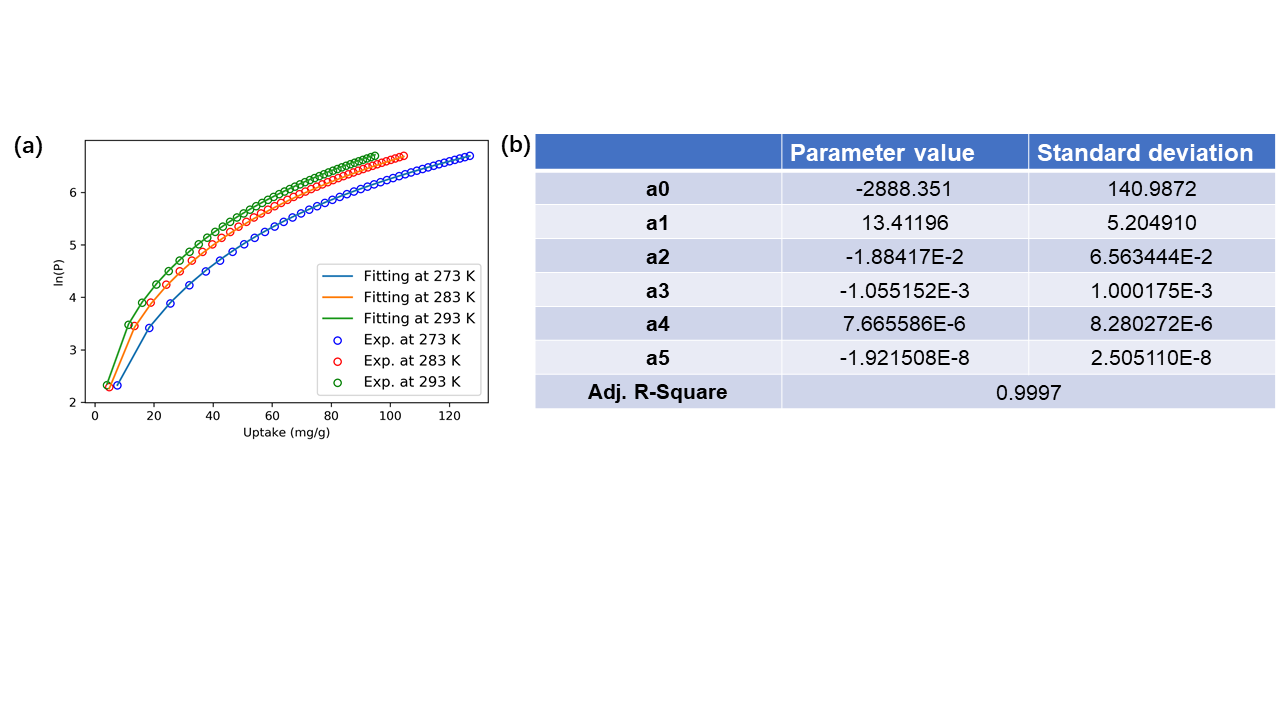 (a)
ln(P)
6
5
4
3
2
0 20 40 60 80 100 120
Uptake (mg/g)
Fitting at 273 K
Fitting at 283 K
Fitting at 293 K
Exp. at 273 K
Exp. at 283 K
Exp. at 293 K
(b)
Parameter value Standard deviation
a0 -2888.351 140.9872
a1 13.41196 5.204910
a2 -1.88417E-2 6.563444E-2
a3 -1.055152E-3 1.000175E-3
a4 7.665586E-6 8.280272E-6
a5 -1.921508E-8 2.505110E-8
Adj. R-Square 0.9997